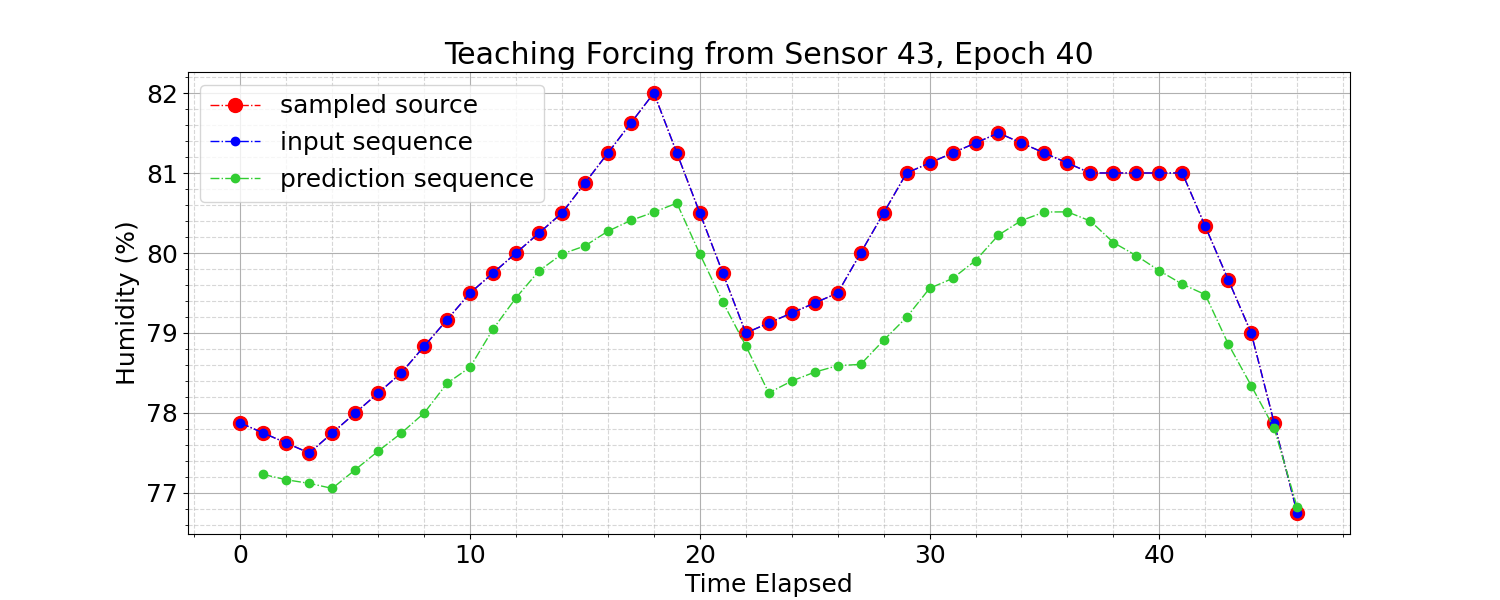 Teaching Forcing from Sensor 43, Epoch 40
sampled source
input sequence
prediction sequence
Humidity (%)
82
81
80
79
78
77
0 10 20 30 40
Time Elapsed